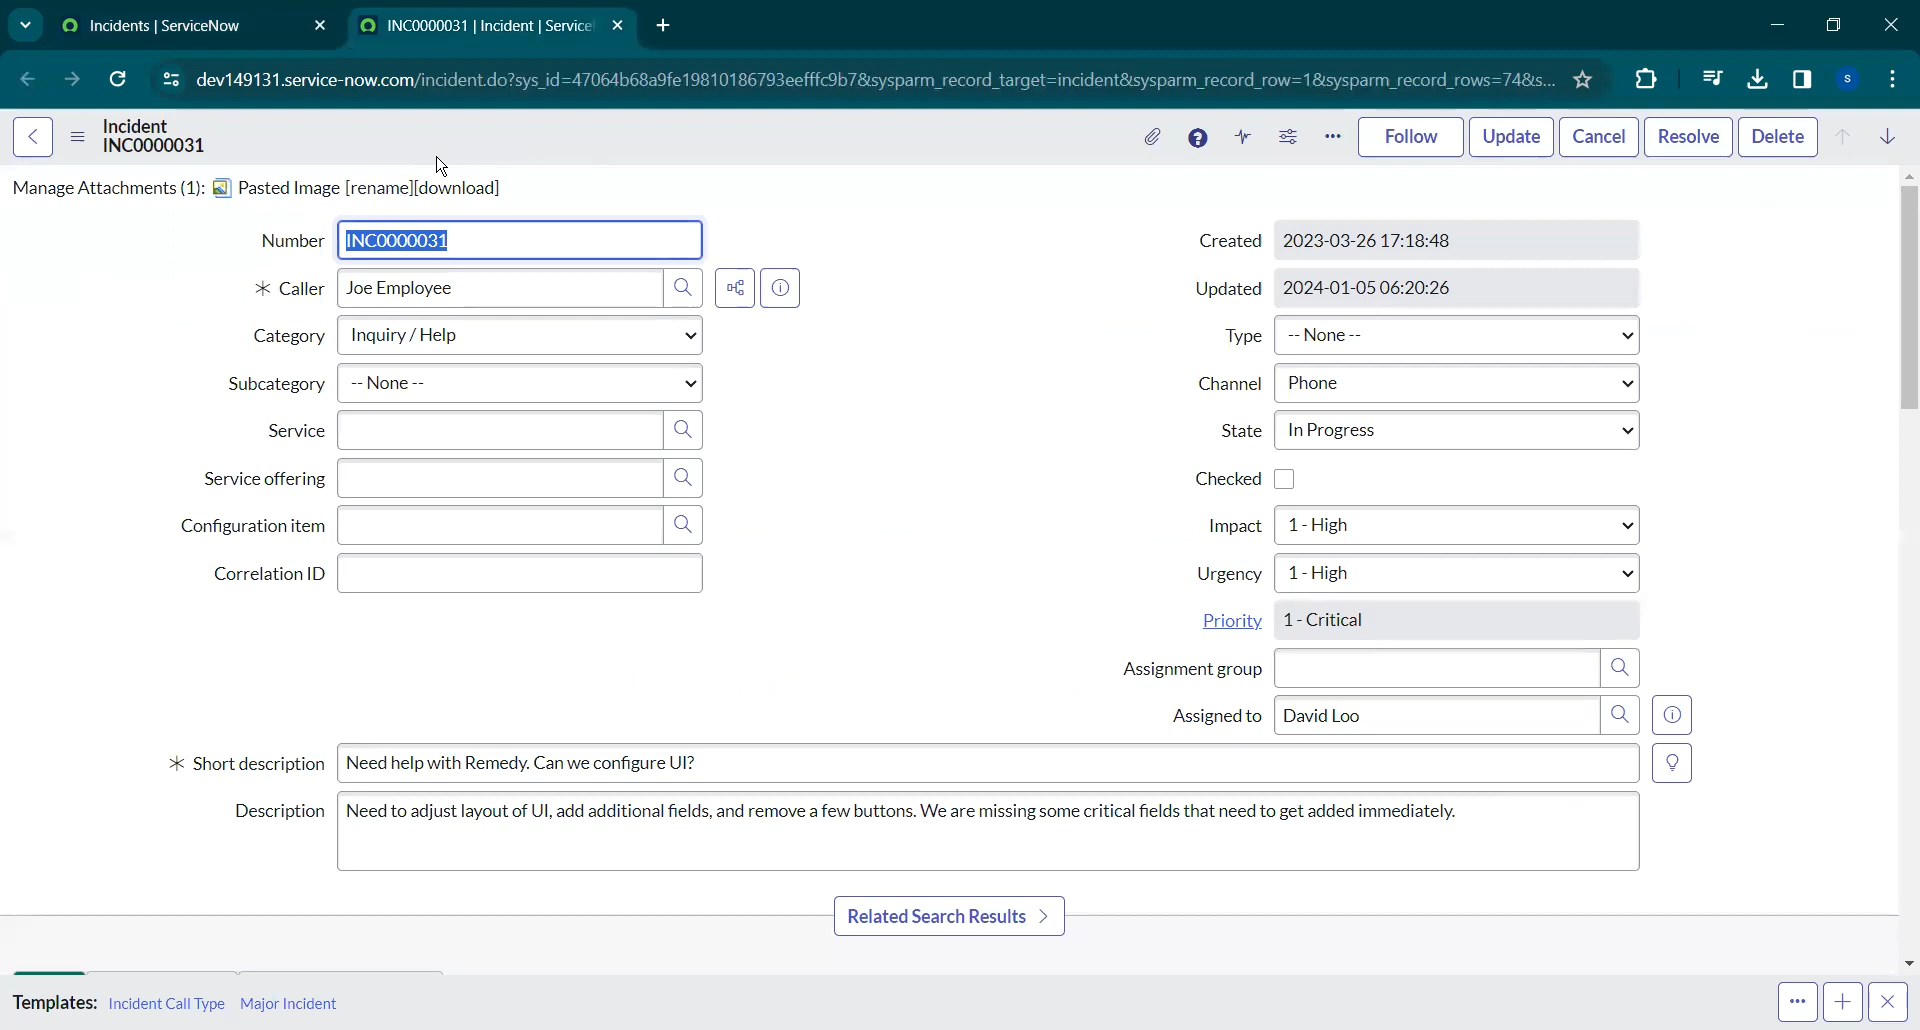 Incidents | ServiceNow
INC0000031 | Incident | Service
dev149131.service-now.com/incident.do?sys_id=47064b68a9fe19810186793eefffc9b7&sysparm_record_target=incident&sysparm_record_row=1&sysparm_record_rows=74&s...
S
Incident
INC0000031
Follow
Update
Cancel
Resolve
Delete
Manage Attachments (1): Pasted Image [rename][download]
Number INC0000031
Created 2023-03-26 17:18:48
Caller Joe Employee
Updated 2024-01-05 06:20:26
Category Inquiry / Help
Type -- None --
Subcategory -- None --
Channel Phone
Service
State In Progress
Service offering
Checked
Configuration item
Impact 1 - High
Correlation ID
Urgency 1 - High
Priority 1 - Critical
Assignment group
Assigned to David Loo
Short description Need help with Remedy. Can we configure UI?
Description Need to adjust layout of UI, add additional fields, and remove a few buttons. We are missing some critical fields that need to get added immediately.
Related Search Results
Templates: Incident Call Type Major Incident